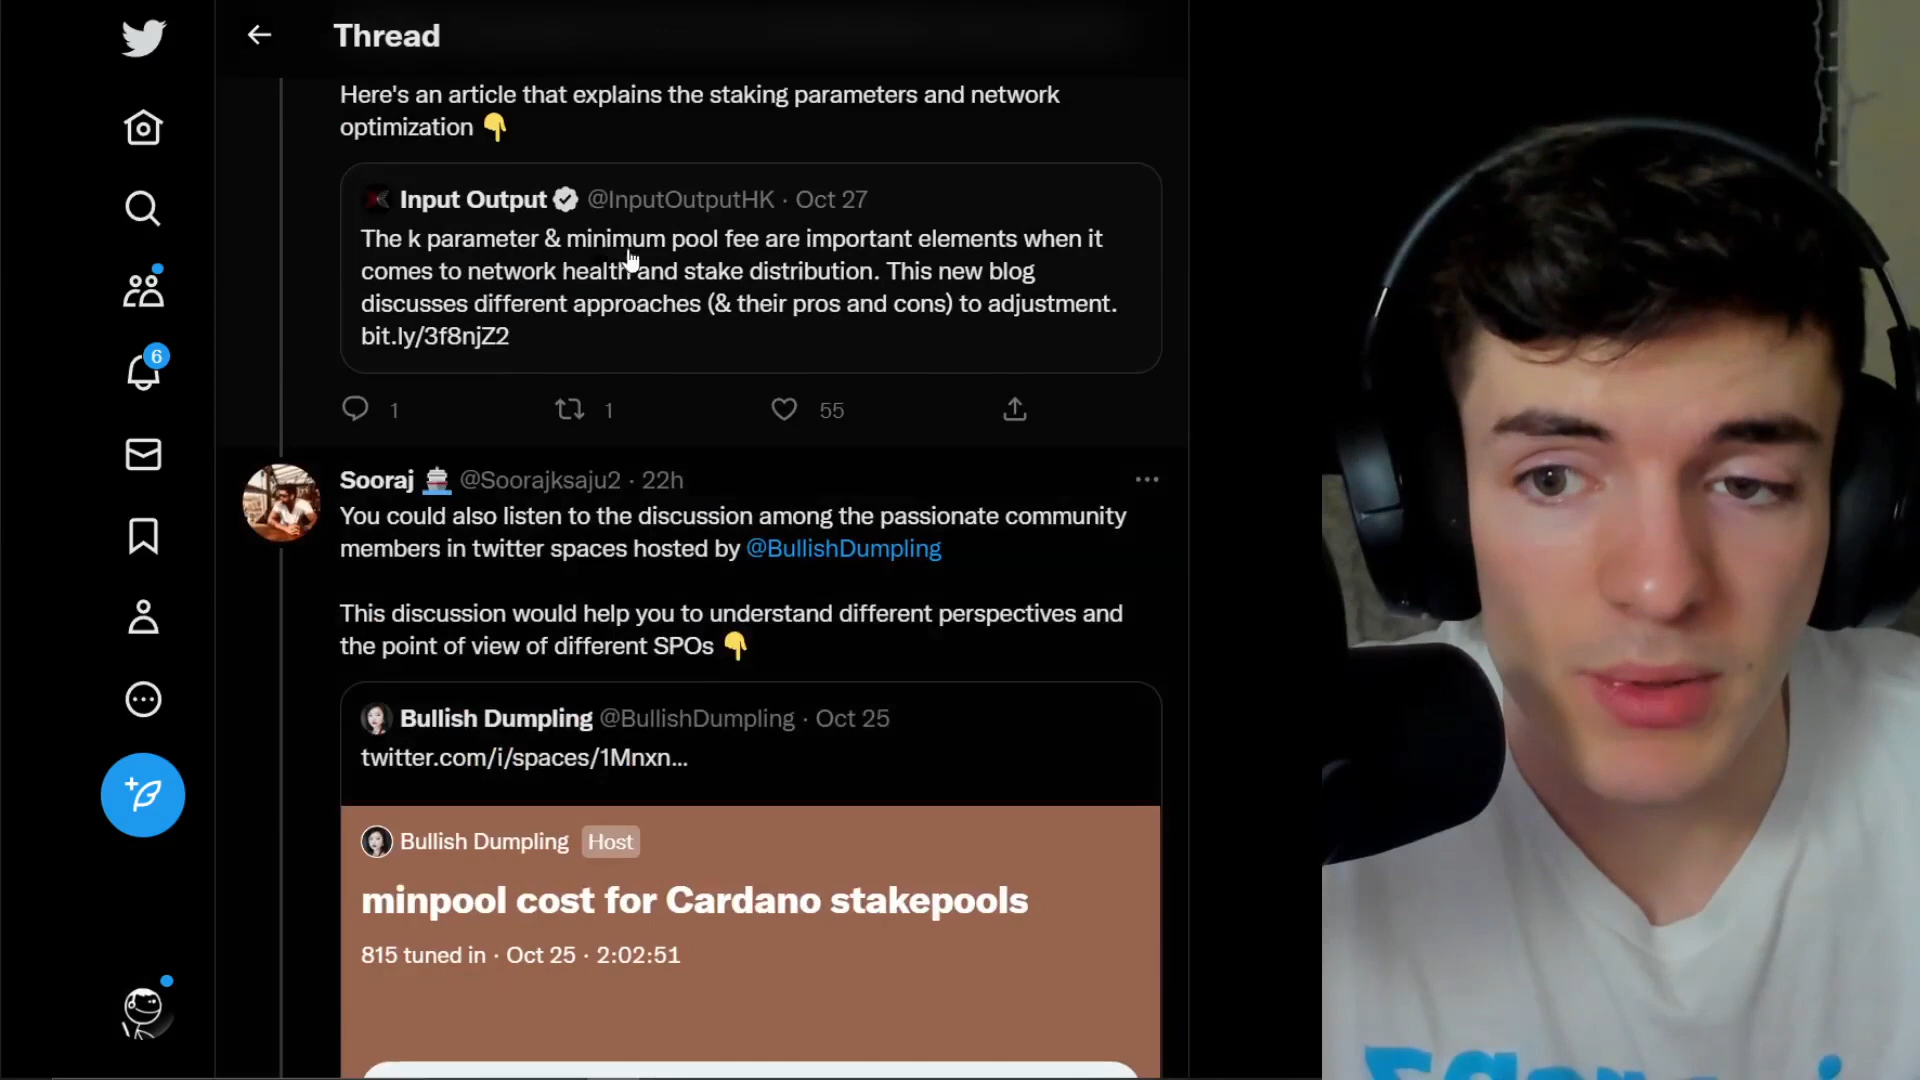 Thread
Here's an article that explains the staking parameters and network
optimization 👇
Input Output @InputOutputHK · Oct 27
The k parameter & minimum pool fee are important elements when it
comes to network health and stake distribution. This new blog
discusses different approaches (& their pros and cons) to adjustment.
bit.ly/3f8njZ2
1 1 55
6
Sooraj 🚢 @Soorajksaju2 · 22h
You could also listen to the discussion among the passionate community
members in twitter spaces hosted by @BullishDumpling
This discussion would help you to understand different perspectives and
the point of view of different SPOs 👇
Bullish Dumpling @BullishDumpling · Oct 25
twitter.com/i/spaces/1Mnxn...
Bullish Dumpling Host
minpool cost for Cardano stakepools
815 tuned in · Oct 25 · 2:02:51